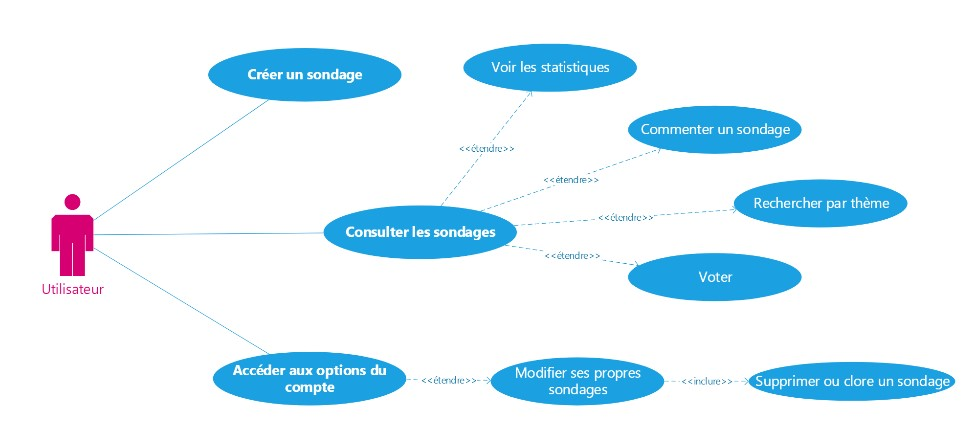 Créer un sondage
Voir les statistiques
Commenter un sondage
<<étendre>>
<<étendre>>
Rechercher par thème
<<étendre>>
Consulter les sondages
<<étendre>>
Voter
Utilisateur
Accéder aux options du
compte
<<étendre>>
Modifier ses propres
sondages
<<inclure>>
Supprimer ou clore un sondage